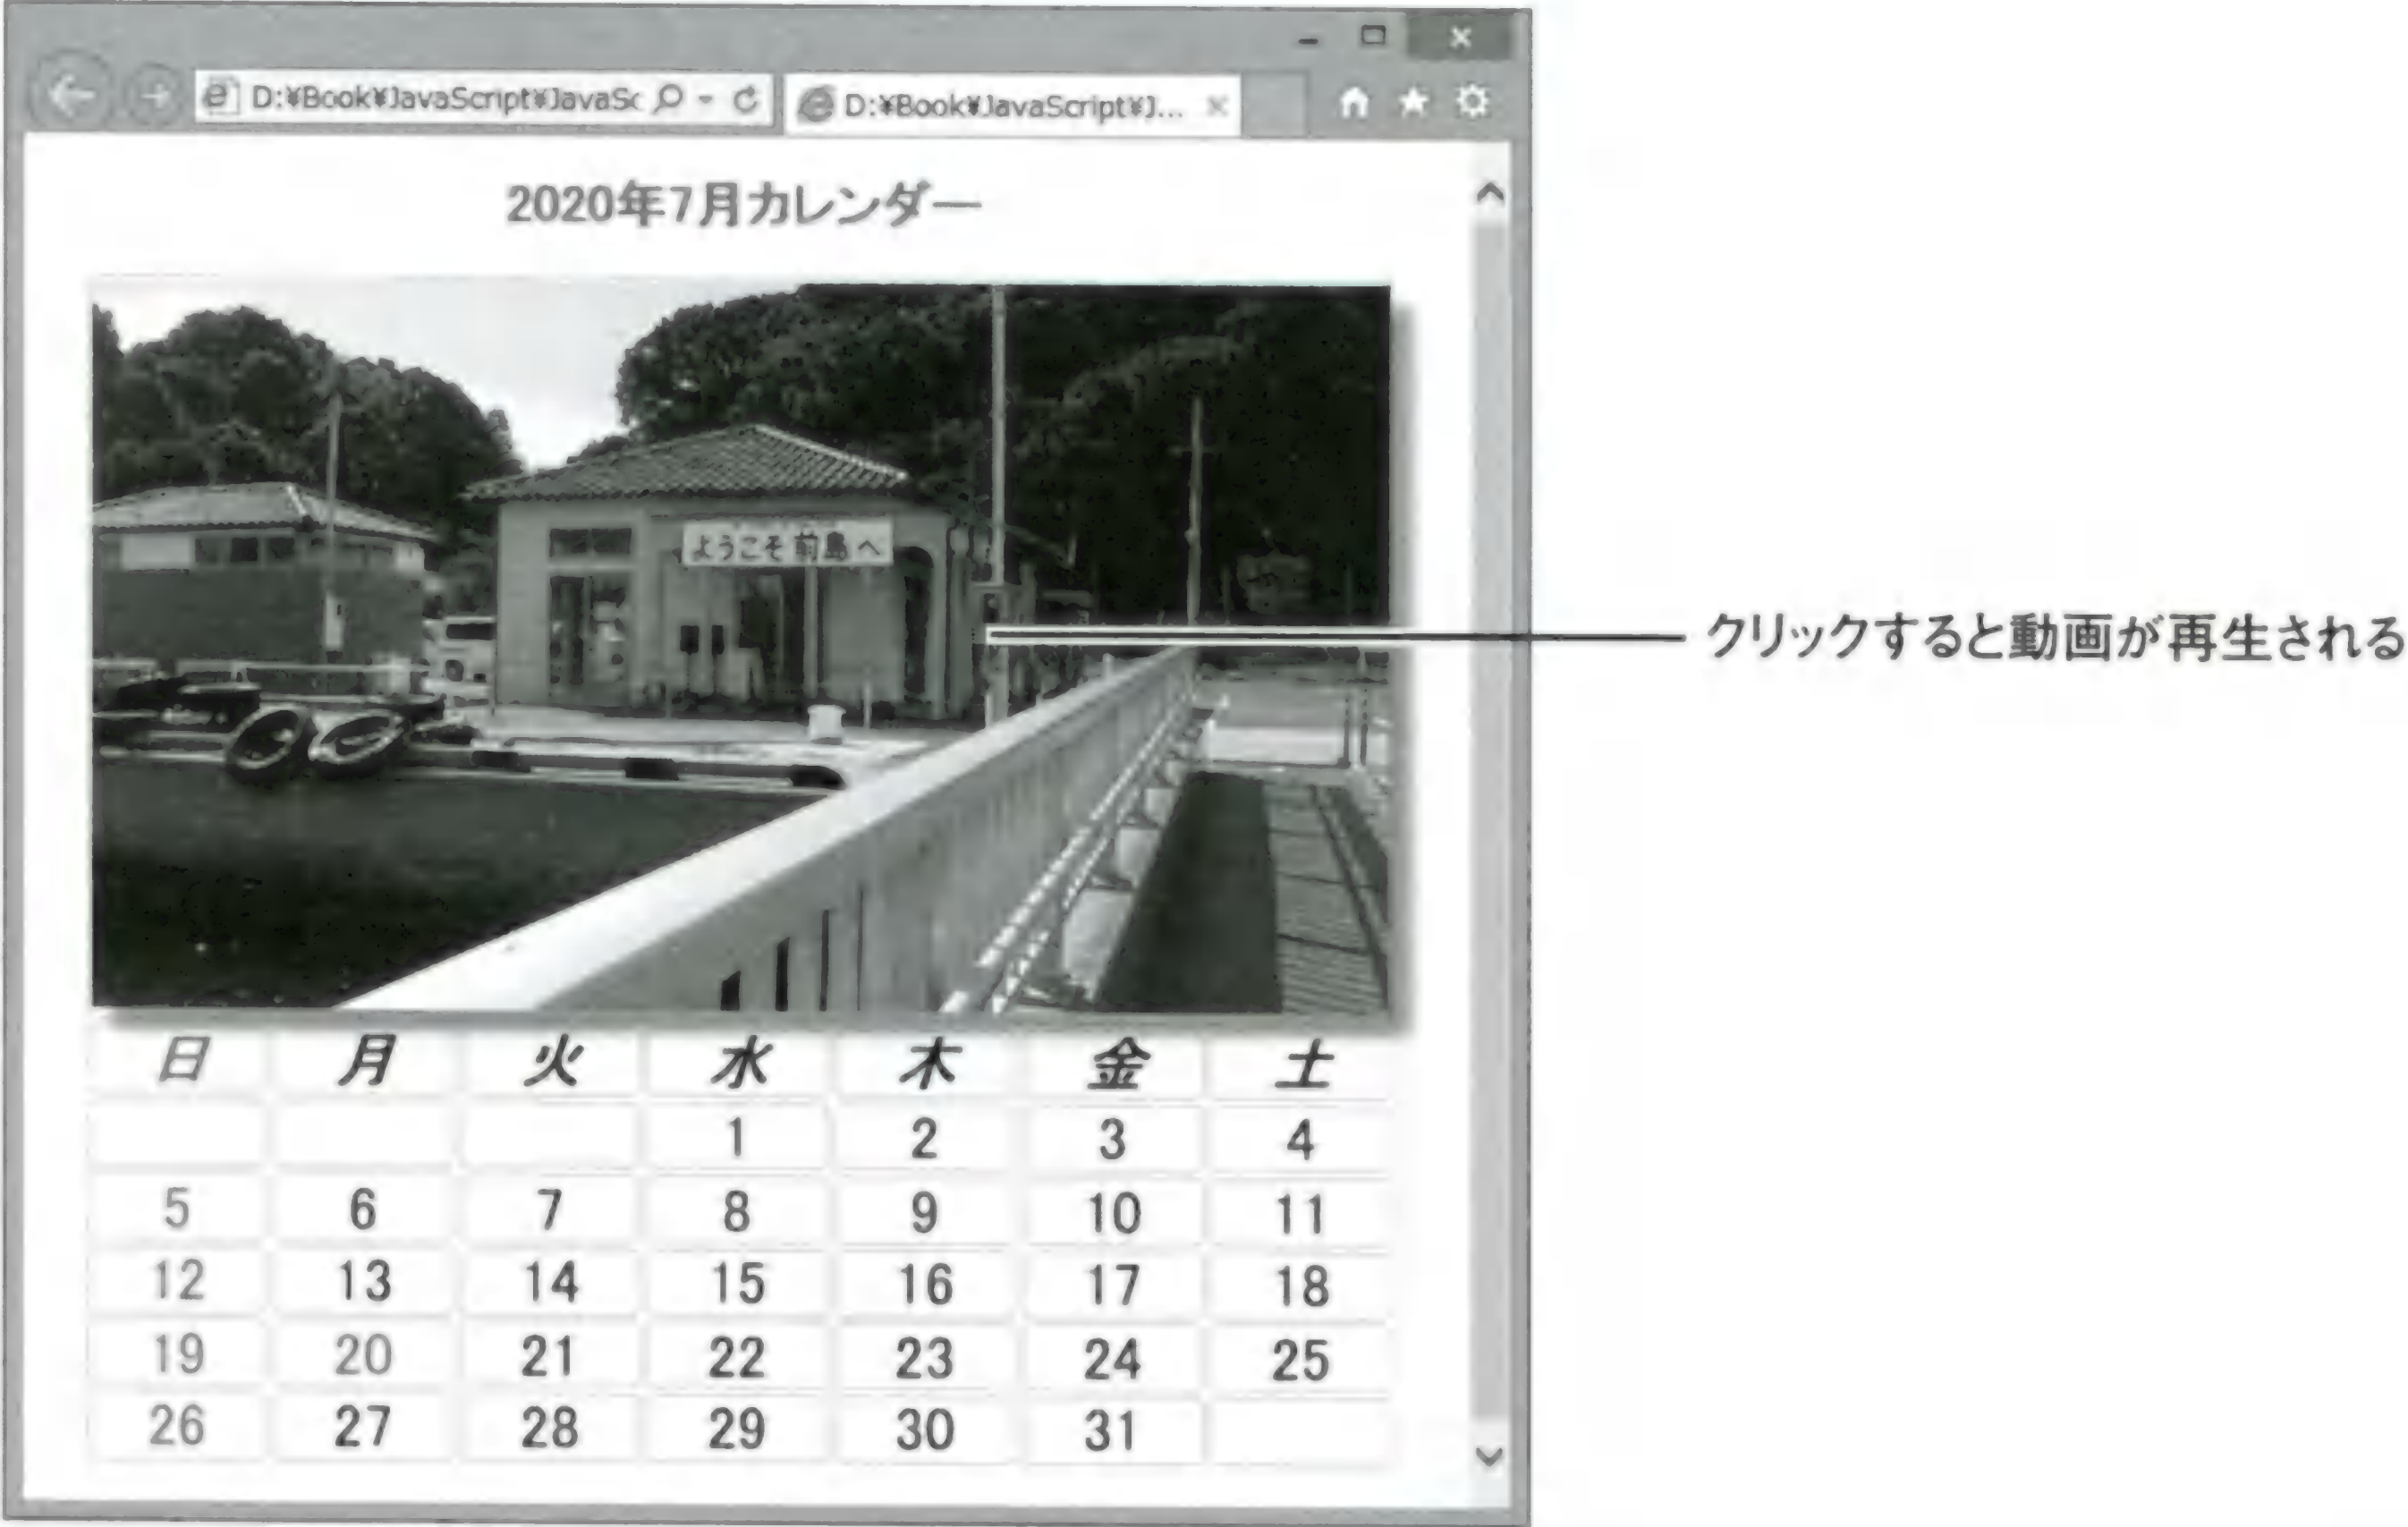 D:¥Book¥JavaScript¥JavaSc
D:¥Book¥JavaScript¥J...
2020年7月カレンダー
ようこそ前島へ
クリックすると動画が再生される
日 月 火 水 木 金 土
1 2 3 4
5 6 7 8 9 10 11
12 13 14 15 16 17 18
19 20 21 22 23 24 25
26 27 28 29 30 31